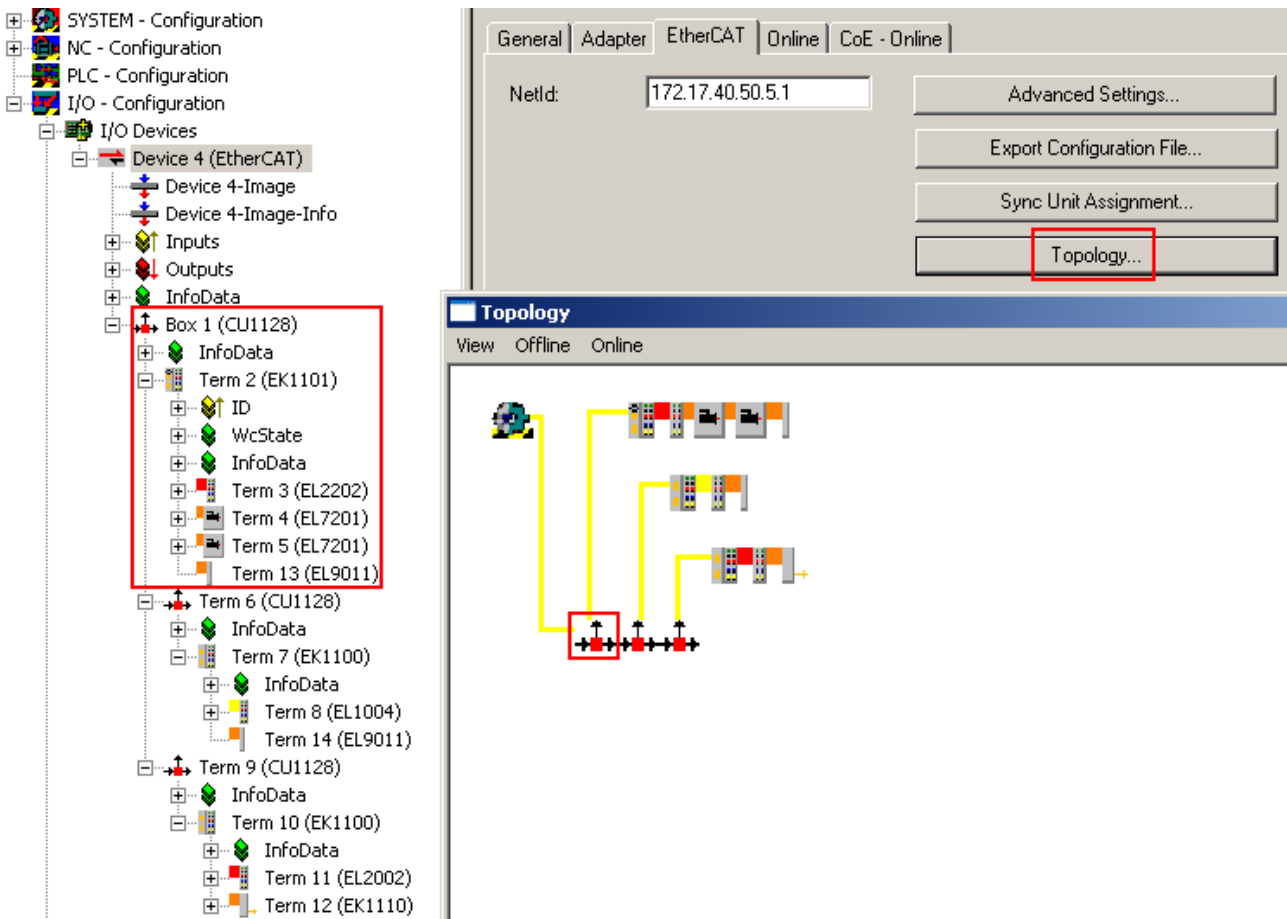 SYSTEM - Configuration
NC - Configuration
PLC - Configuration
I/O - Configuration
I/O Devices
Device 4 (EtherCAT)
Device 4-Image
Device 4-Image-Info
Inputs
Outputs
InfoData
Box 1 (CU1128)
InfoData
Term 2 (EK1101)
ID
WcState
InfoData
Term 3 (EL2202)
Term 4 (EL7201)
Term 5 (EL7201)
Term 13 (EL9011)
Term 6 (CU1128)
InfoData
Term 7 (EK1100)
InfoData
Term 8 (EL1004)
Term 14 (EL9011)
Term 9 (CU1128)
InfoData
Term 10 (EK1100)
InfoData
Term 11 (EL2002)
Term 12 (EK1110)
General Adapter EtherCAT Online CoE - Online
NetId: 172.17.40.50.5.1
Advanced Settings...
Export Configuration File...
Sync Unit Assignment...
Topology...
Topology
View Offline Online